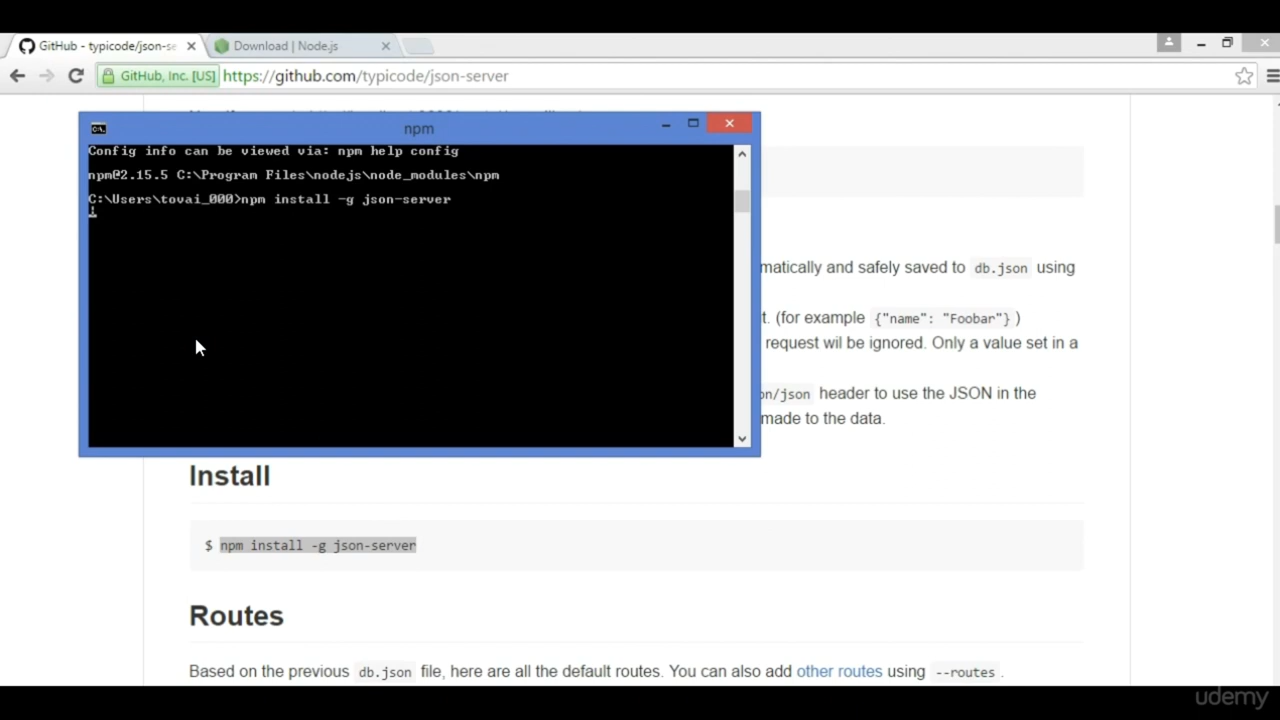 GitHub - typicode/json-se
Download | Node.js
GitHub, Inc. [US] https://github.com/typicode/json-server
npm
Config info can be viewed via: npm help config
npm@2.15.5 C:\Program Files\nodejs\node_modules\npm
C:\Users\tovai_000>npm install -g json-server
matically and safely saved to db.json using
t. (for example {"name": "Foobar"} )
request wil be ignored. Only a value set in a
on/json header to use the JSON in the
made to the data.
Install
$ npm install -g json-server
Routes
Based on the previous db.json file, here are all the default routes. You can also add other routes using --routes .
udemy